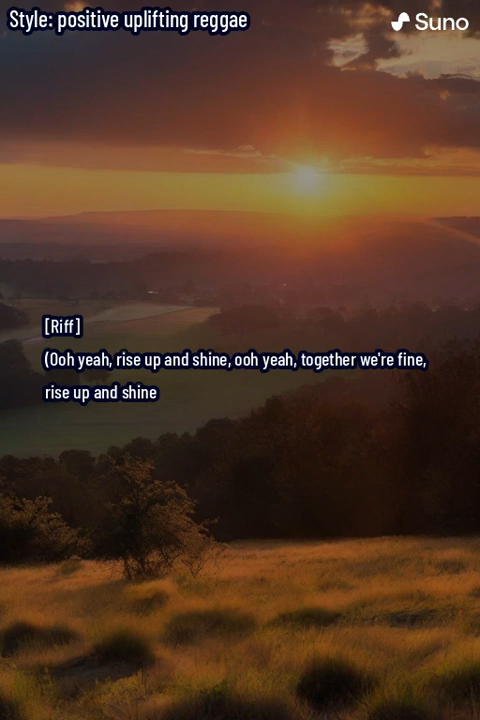 Style: positive uplifting reggae
Suno
[Riff]
(Ooh yeah, rise up and shine, ooh yeah, together we're fine,
rise up and shine